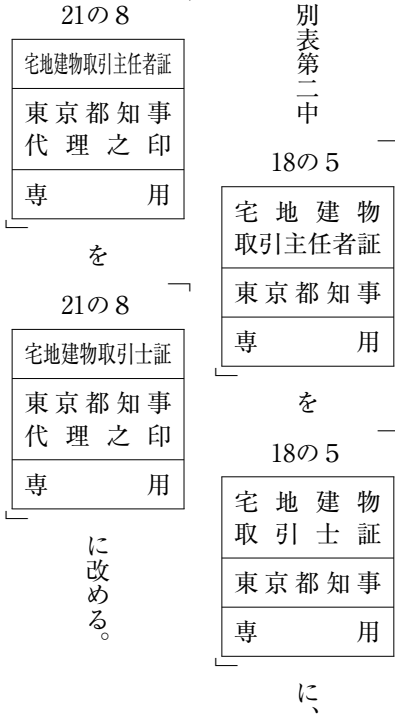 別表第二中
「
18の5
宅地建物
取引主任者証
東京都知事
専用
」
を
「
18の5
宅地建物
取引士証
東京都知事
専用
」
に、
21の8
宅地建物取引主任者証
東京都知事
代理之印
専用
」
を
「
21の8
宅地建物取引士証
東京都知事
代理之印
専用
」
に改める。